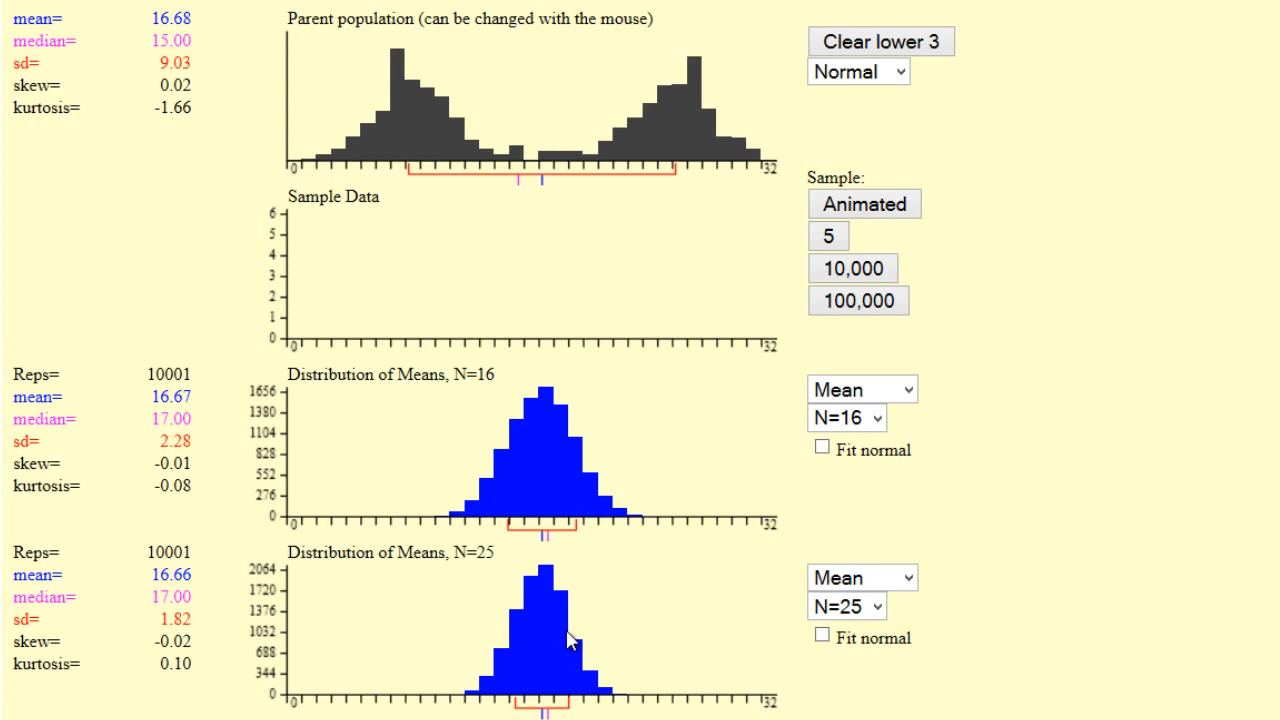 mean= 16.68
median= 15.00
sd= 9.03
skew= 0.02
kurtosis= -1.66
Parent population (can be changed with the mouse)
0 32
Clear lower 3
Normal
Sample:
Animated
5
10,000
100,000
Sample Data
6
5
4
3
2
1
0
0 32
Reps= 10001
mean= 16.67
median= 17.00
sd= 2.28
skew= -0.01
kurtosis= -0.08
Distribution of Means, N=16
1656
1380
1104
828
552
276
0
0 32
Mean
N=16
Fit normal
Reps= 10001
mean= 16.66
median= 17.00
sd= 1.82
skew= -0.02
kurtosis= 0.10
Distribution of Means, N=25
2064
1720
1376
1032
688
344
0
0 32
Mean
N=25
Fit normal